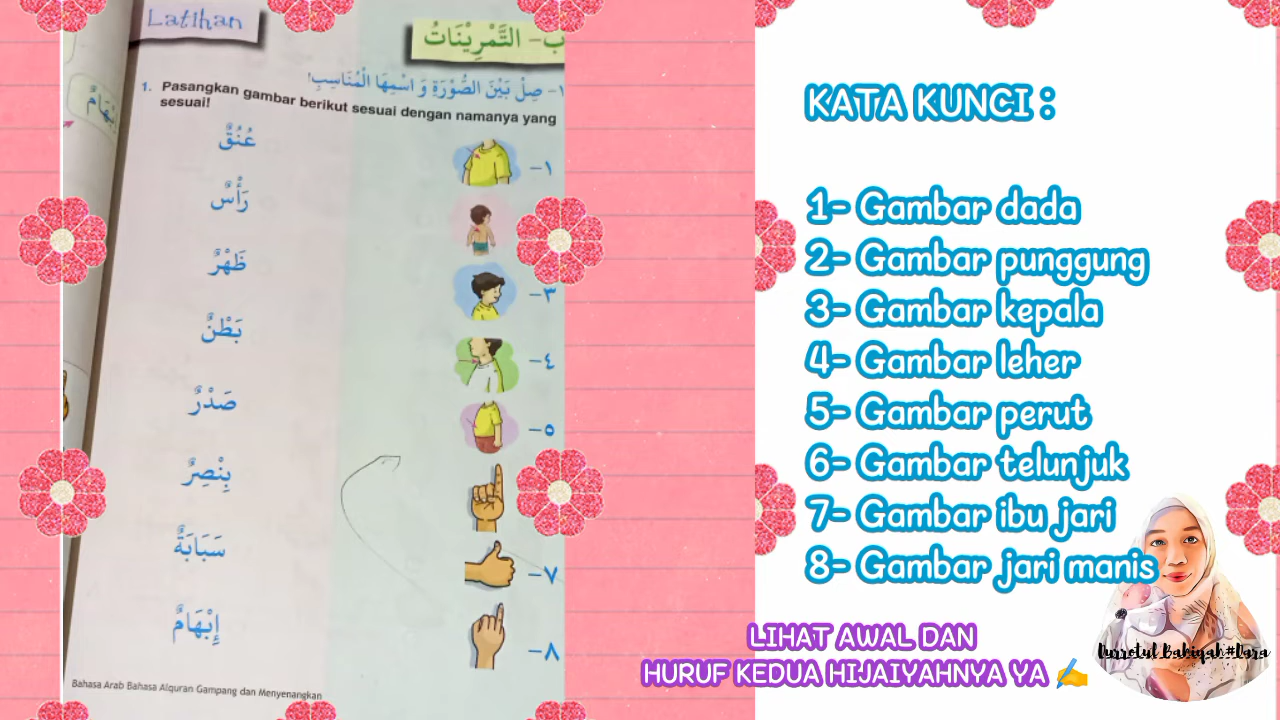 Latihan
ب- التَّمْرِيْنَاتُ
١- صِلْ بَيْنَ الصُّوْرَةِ وَ اسْمِهَا الْمُنَاسِبِ!
1. Pasangkan gambar berikut sesuai dengan namanya yang
sesuai!
عُنُقٌ
رَأْسٌ
ظَهْرٌ
بَطْنٌ
صَدْرٌ
بِنْصِرٌ
سَبَابَةٌ
إِبْهَامٌ
١-
٣-
٤-
٥-
٧-
٨-
Bahasa Arab Bahasa Alquran Gampang dan Menyenangkan
KATA KUNCI :
1- Gambar dada
2- Gambar punggung
3- Gambar kepala
4- Gambar leher
5- Gambar perut
6- Gambar telunjuk
7- Gambar ibu jari
8- Gambar jari manis
LIHAT AWAL DAN
HURUF KEDUA HIJAIYAHNYA YA ✍️
Durrotul Bahiyah#Dara